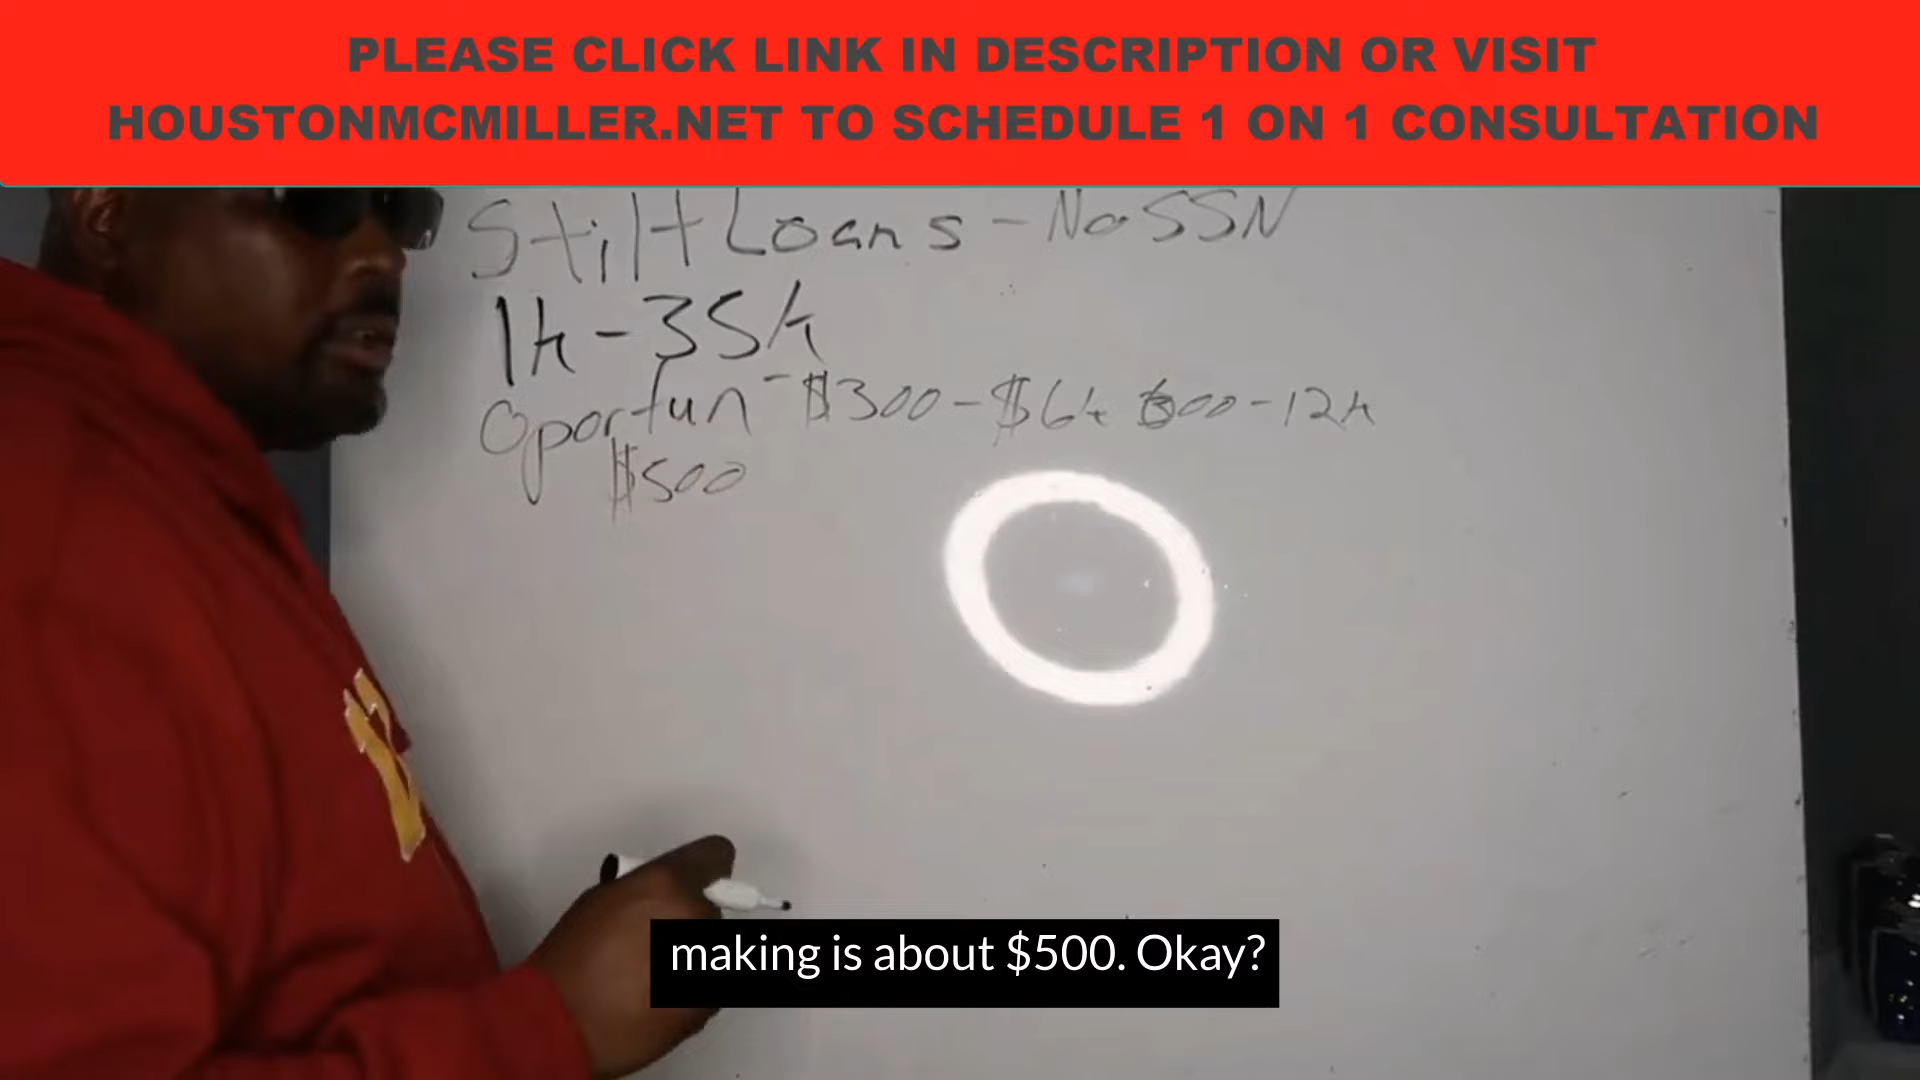 PLEASE CLICK LINK IN DESCRIPTION OR VISIT
HOUSTONMCMILLER.NET TO SCHEDULE 1 ON 1 CONSULTATION
Stilt Loans - No SSN
1k - 35k
Oportun - $300 - $6k 300 - 12k
$500
making is about $500. Okay?